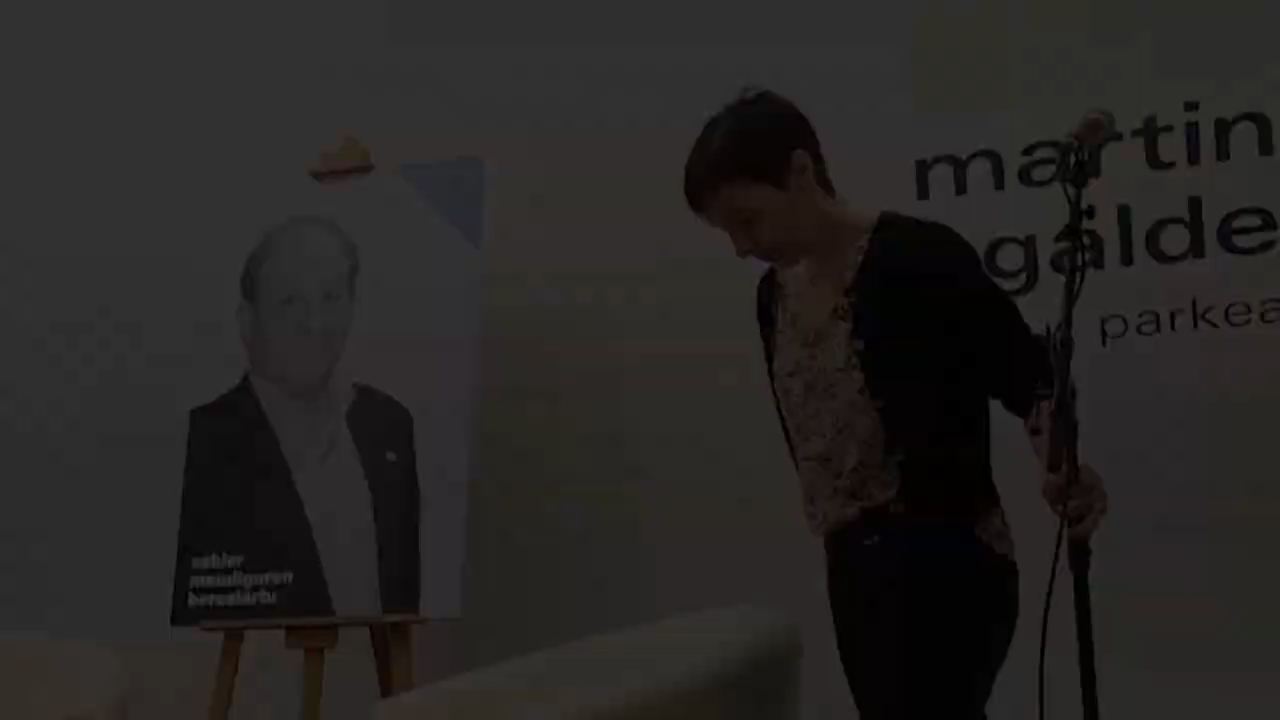 xabier
mendiguren
bereziartu
martin
galde
parkea